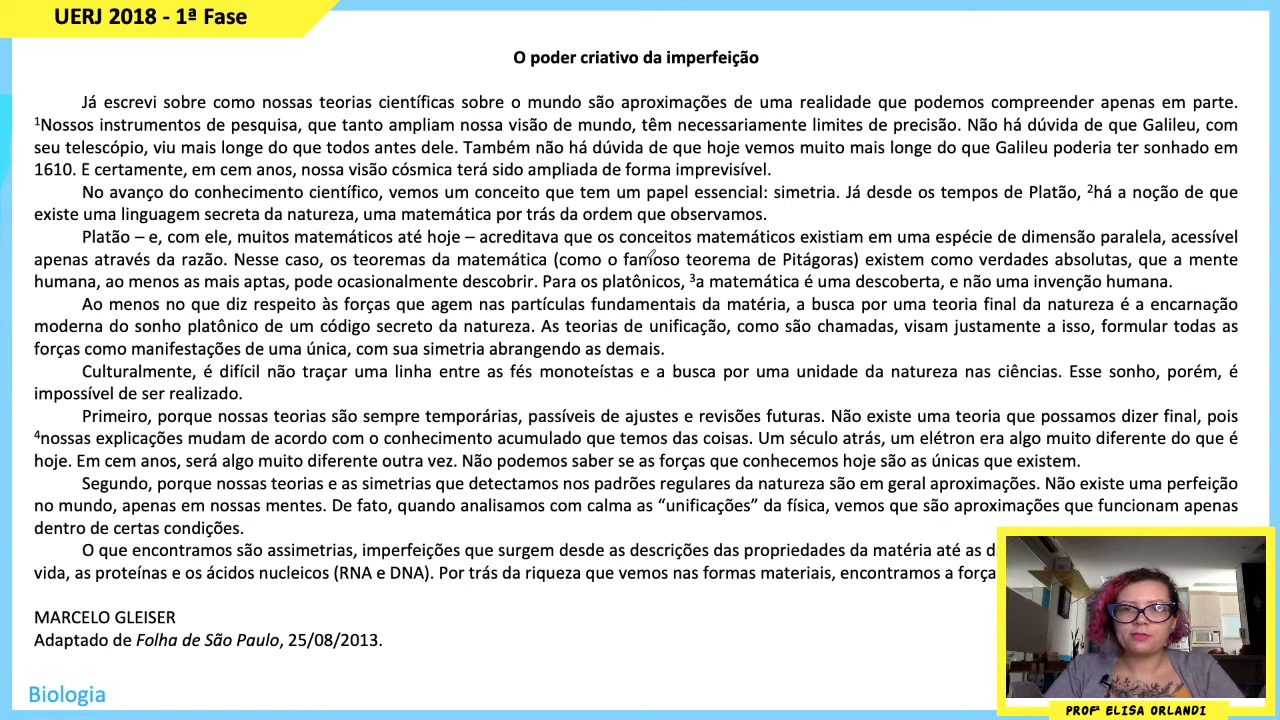 UERJ 2018 - 1ª Fase
O poder criativo da imperfeição
Já escrevi sobre como nossas teorias científicas sobre o mundo são aproximações de uma realidade que podemos compreender apenas em parte.
¹Nossos instrumentos de pesquisa, que tanto ampliam nossa visão de mundo, têm necessariamente limites de precisão. Não há dúvida de que Galileu, com
seu telescópio, viu mais longe do que todos antes dele. Também não há dúvida de que hoje vemos muito mais longe do que Galileu poderia ter sonhado em
1610. E certamente, em cem anos, nossa visão cósmica terá sido ampliada de forma imprevisível.
No avanço do conhecimento científico, vemos um conceito que tem um papel essencial: simetria. Já desde os tempos de Platão, ²há a noção de que
existe uma linguagem secreta da natureza, uma matemática por trás da ordem que observamos.
Platão – e, com ele, muitos matemáticos até hoje – acreditava que os conceitos matemáticos existiam em uma espécie de dimensão paralela, acessível
apenas através da razão. Nesse caso, os teoremas da matemática (como o famoso teorema de Pitágoras) existem como verdades absolutas, que a mente
humana, ao menos as mais aptas, pode ocasionalmente descobrir. Para os platônicos, ³a matemática é uma descoberta, e não uma invenção humana.
Ao menos no que diz respeito às forças que agem nas partículas fundamentais da matéria, a busca por uma teoria final da natureza é a encarnação
moderna do sonho platônico de um código secreto da natureza. As teorias de unificação, como são chamadas, visam justamente a isso, formular todas as
forças como manifestações de uma única, com sua simetria abrangendo as demais.
Culturalmente, é difícil não traçar uma linha entre as fés monoteístas e a busca por uma unidade da natureza nas ciências. Esse sonho, porém, é
impossível de ser realizado.
Primeiro, porque nossas teorias são sempre temporárias, passíveis de ajustes e revisões futuras. Não existe uma teoria que possamos dizer final, pois
⁴nossas explicações mudam de acordo com o conhecimento acumulado que temos das coisas. Um século atrás, um elétron era algo muito diferente do que é
hoje. Em cem anos, será algo muito diferente outra vez. Não podemos saber se as forças que conhecemos hoje são as únicas que existem.
Segundo, porque nossas teorias e as simetrias que detectamos nos padrões regulares da natureza são em geral aproximações. Não existe uma perfeição
no mundo, apenas em nossas mentes. De fato, quando analisamos com calma as “unificações” da física, vemos que são aproximações que funcionam apenas
dentro de certas condições.
O que encontramos são assimetrias, imperfeições que surgem desde as descrições das propriedades da matéria até as
vida, as proteínas e os ácidos nucleicos (RNA e DNA). Por trás da riqueza que vemos nas formas materiais, encontramos a força
MARCELO GLEISER
Adaptado de Folha de São Paulo, 25/08/2013.
Biologia
PROFª ELISA ORLANDI